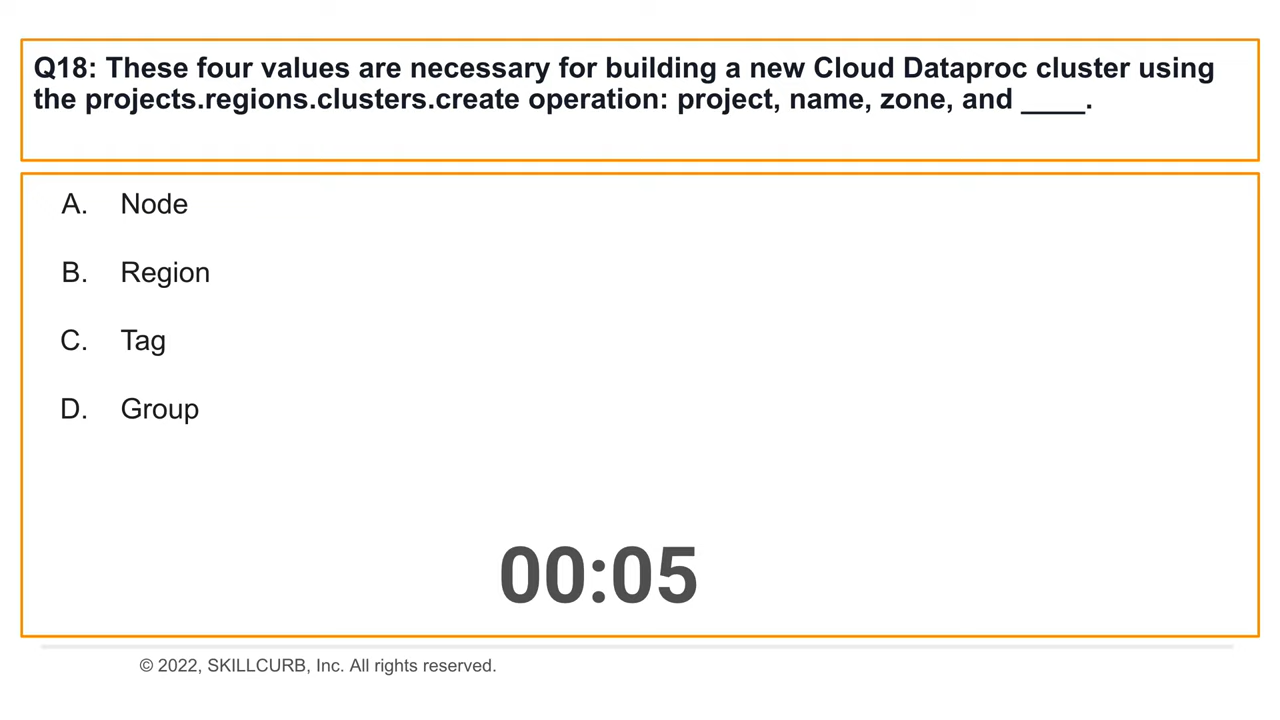 Q18: These four values are necessary for building a new Cloud Dataproc cluster using
the projects.regions.clusters.create operation: project, name, zone, and ____.
A. Node
B. Region
C. Tag
D. Group
00:05
© 2022, SKILLCURB, Inc. All rights reserved.